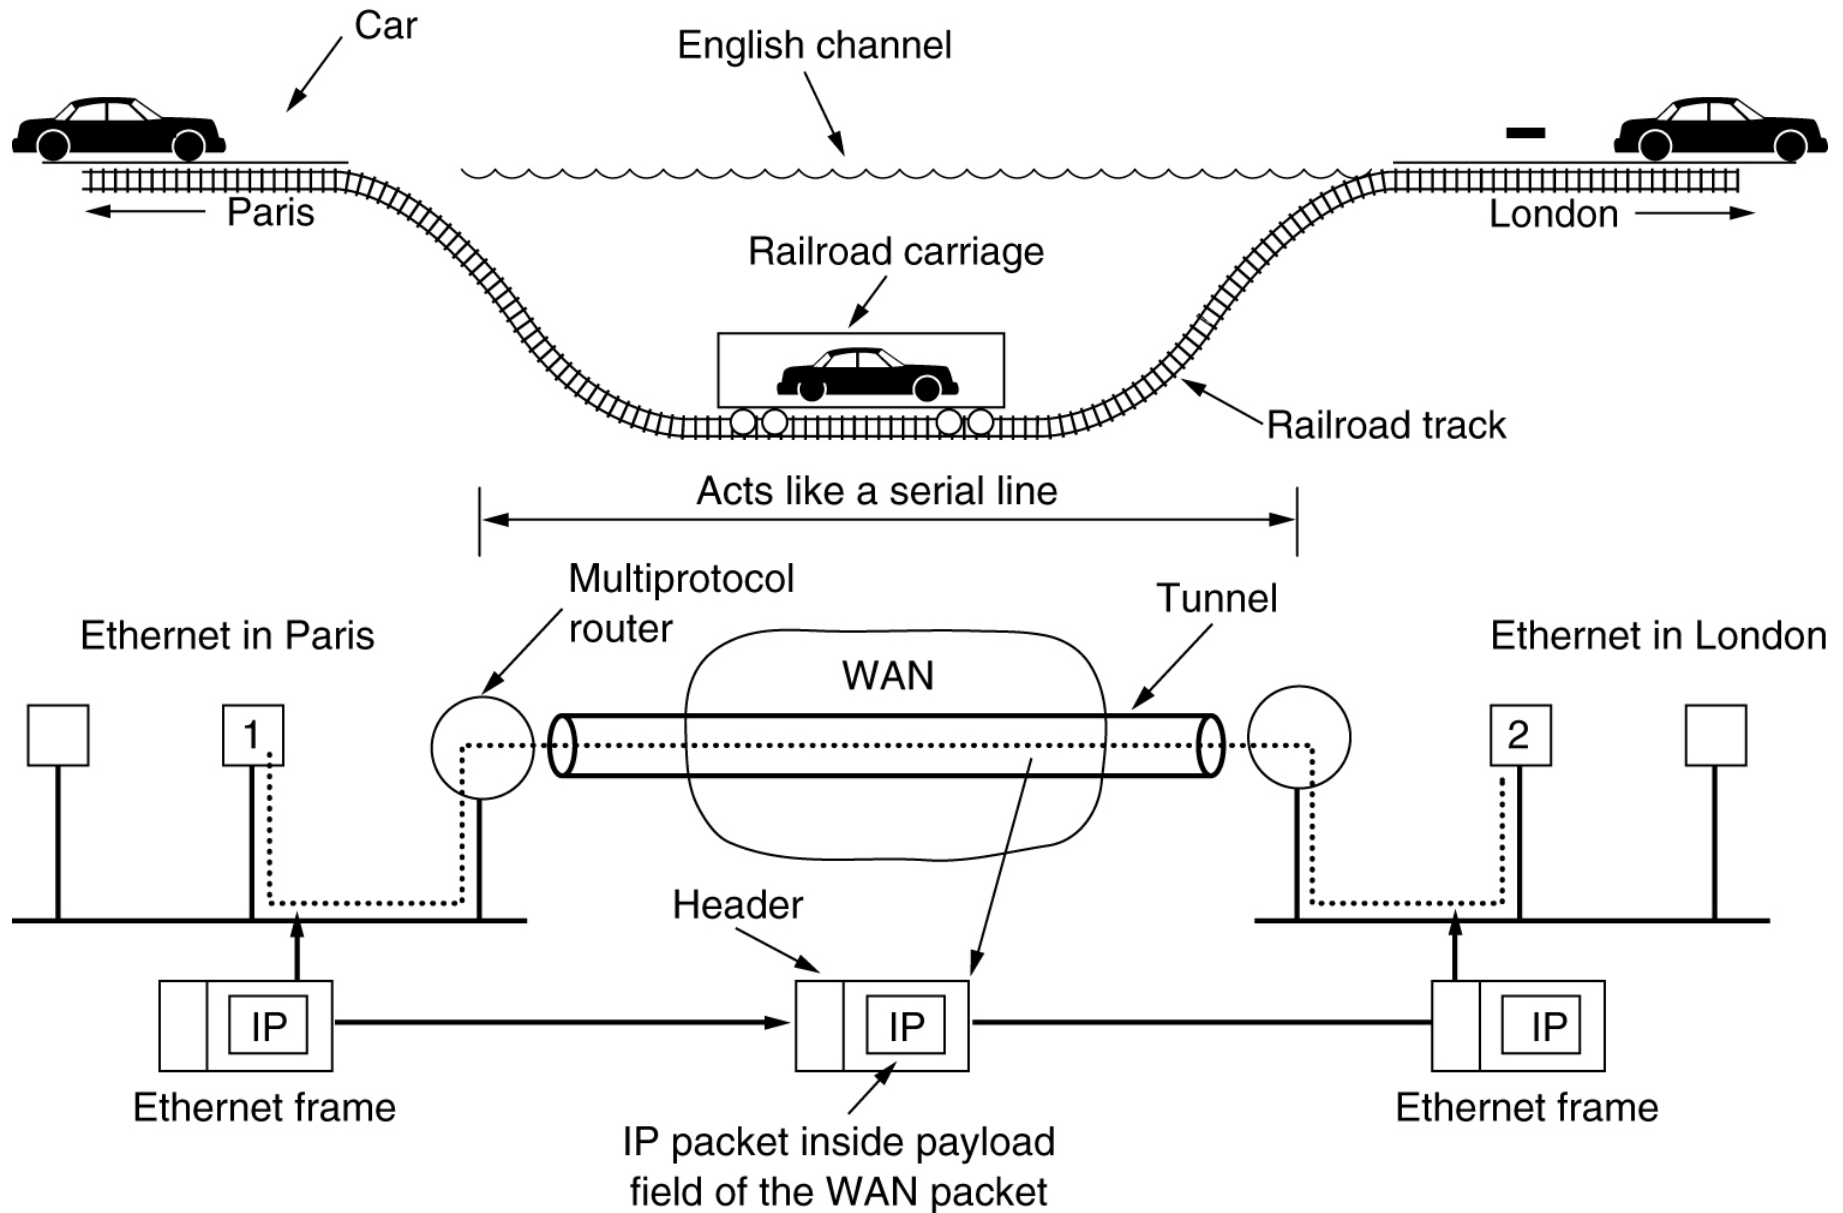 Car
English channel
Paris
London
Railroad carriage
Railroad track
Acts like a serial line
Multiprotocol
router
Tunnel
Ethernet in Paris
Ethernet in London
WAN
1
2
Header
IP
IP
IP
Ethernet frame
Ethernet frame
IP packet inside payload
field of the WAN packet